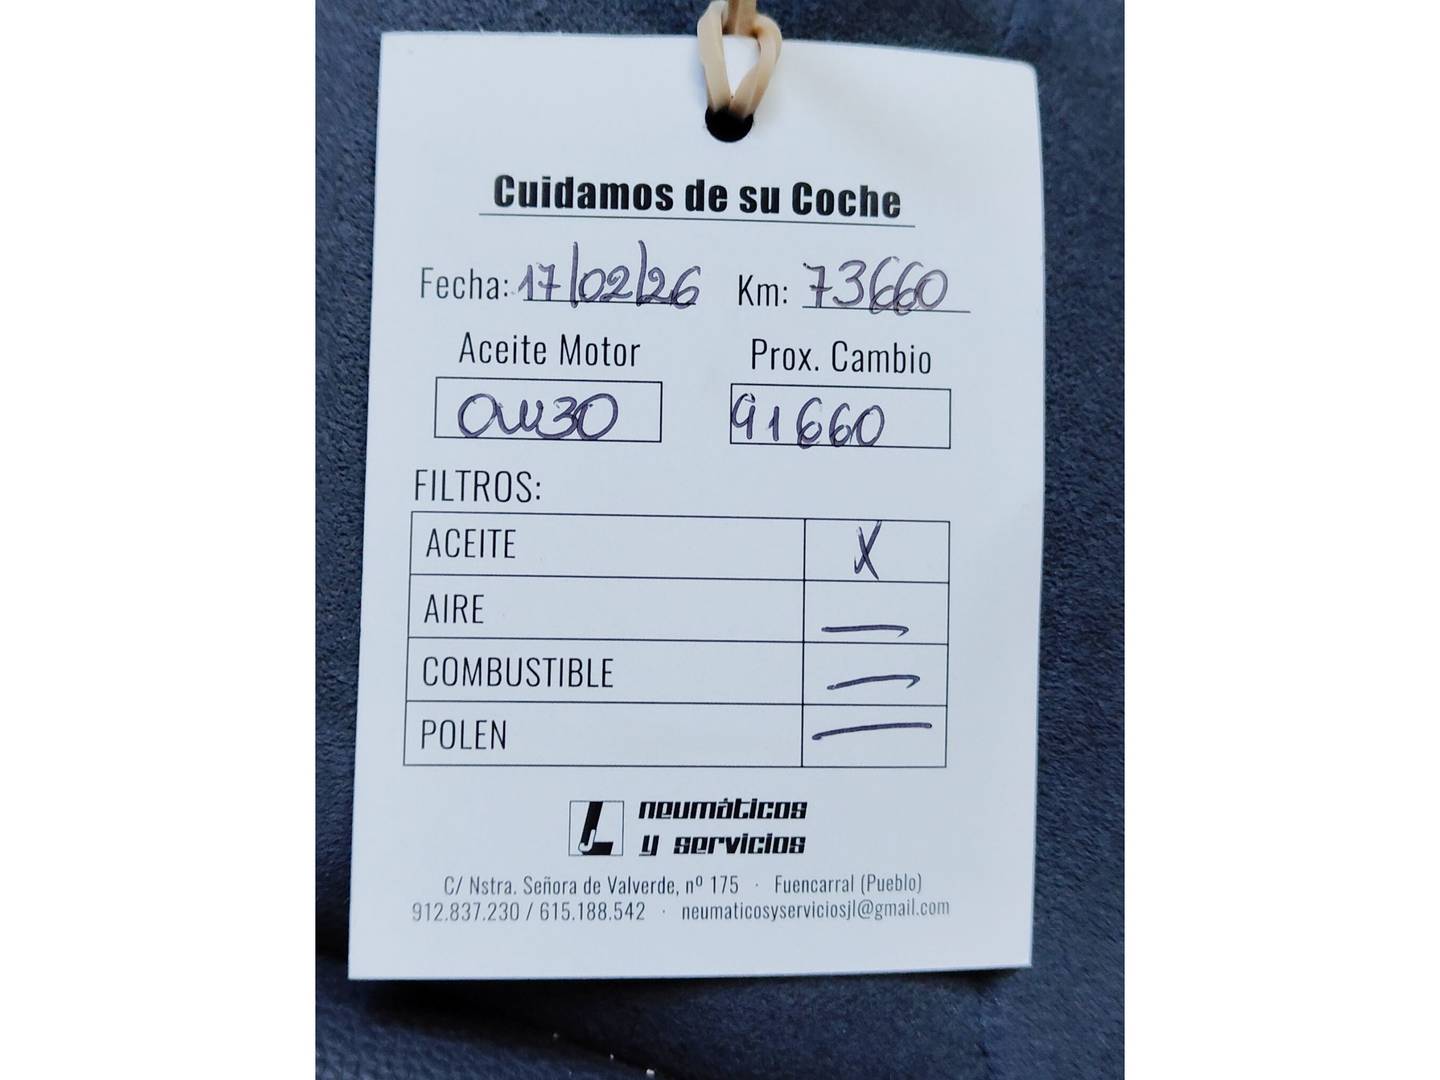 Cuidamos de su Coche
Fecha: 17/02/26 Km: 73660
Aceite Motor Prox. Cambio
0W30 91660
FILTROS:
ACEITE X
AIRE —
COMBUSTIBLE —
POLEN —
JL neumáticos
y servicios
C/ Nstra. Señora de Valverde, nº 175 · Fuencarral (Pueblo)
912.837.230 / 615.188.542 · neumaticosyserviciosjl@gmail.com